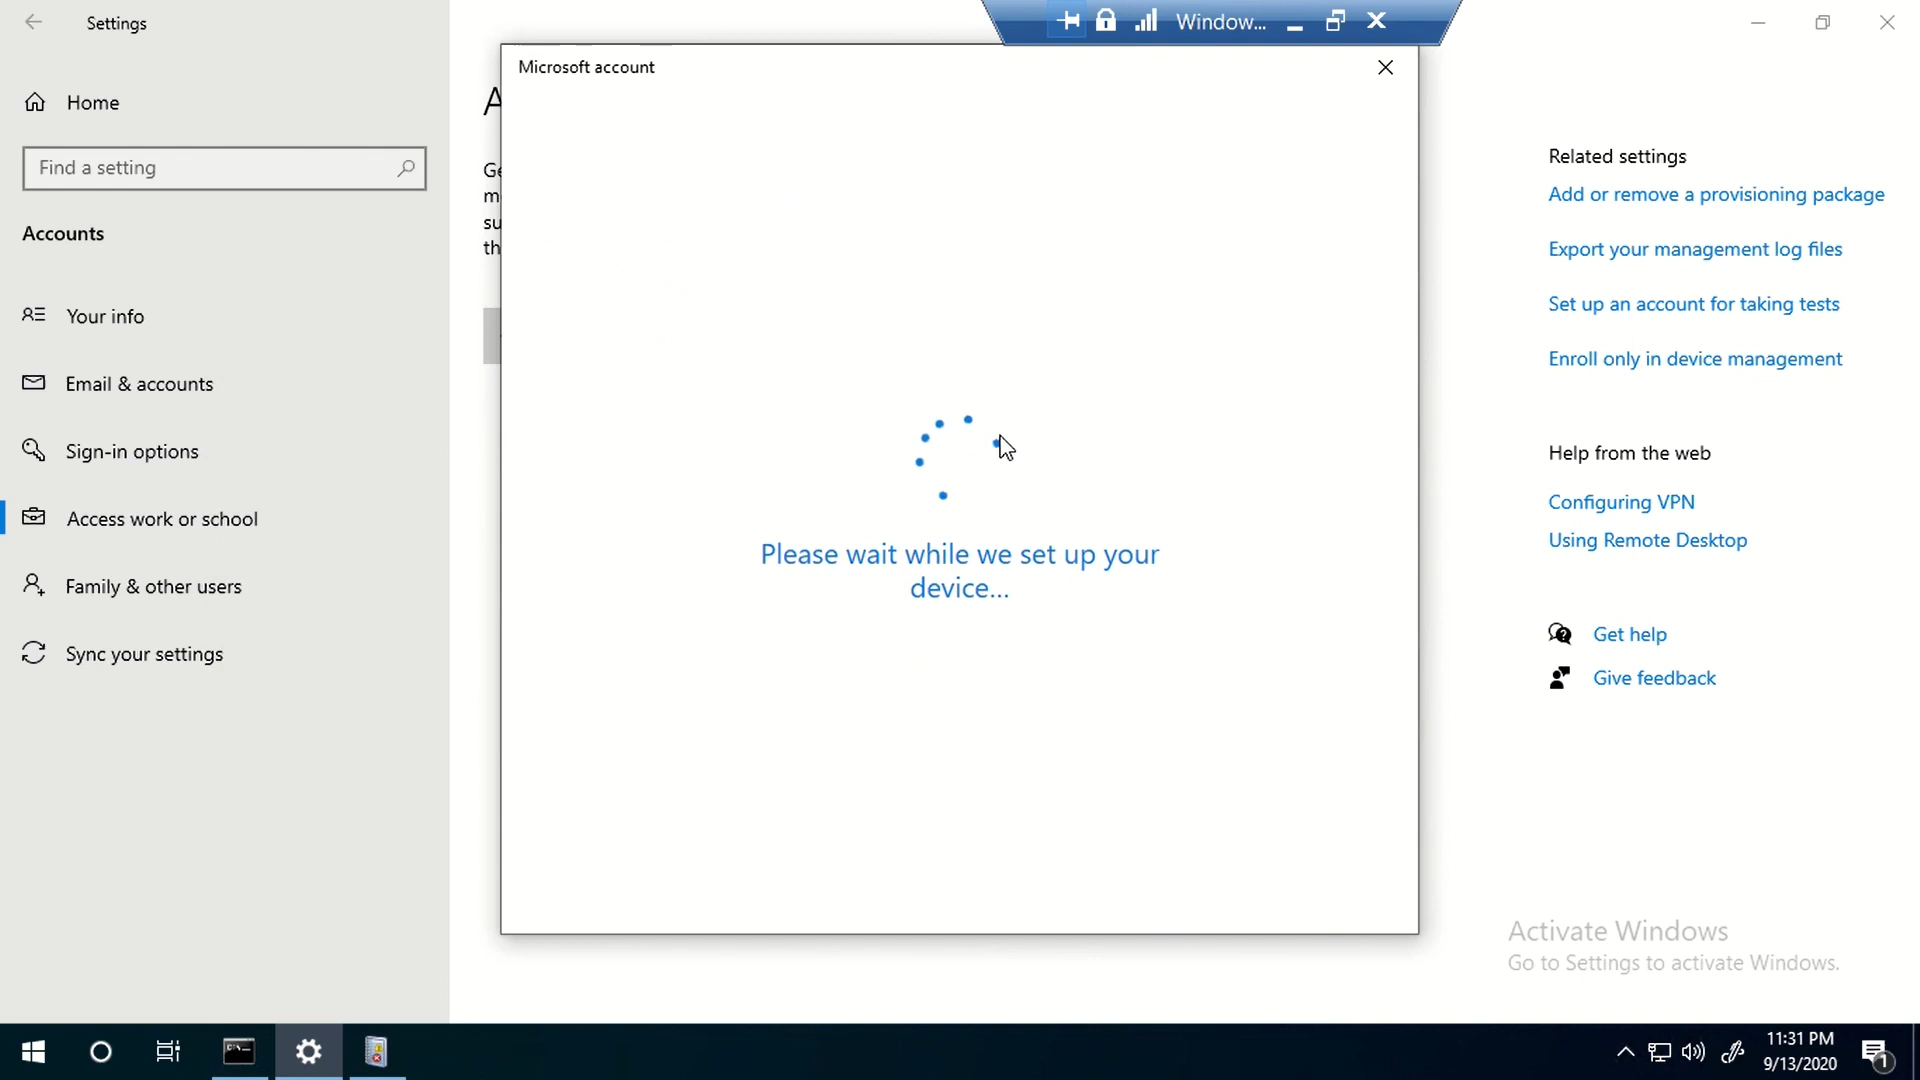 Settings
Window...
Home
Find a setting
Accounts
Your info
Email & accounts
Sign-in options
Access work or school
Family & other users
Sync your settings
A
Ge
su
th
Microsoft account
Please wait while we set up your
device...
Related settings
Add or remove a provisioning package
Export your management log files
Set up an account for taking tests
Enroll only in device management
Help from the web
Configuring VPN
Using Remote Desktop
Get help
Give feedback
Activate Windows
Go to Settings to activate Windows.
11:31 PM
9/13/2020
1